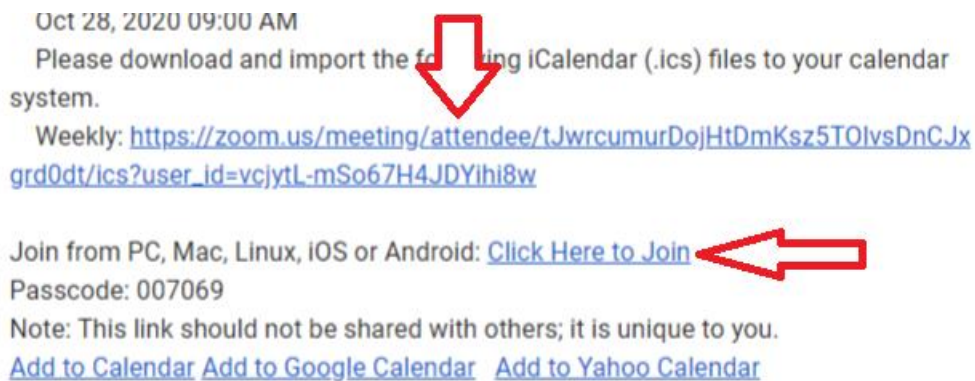 Oct 28, 2020 09:00 AM
Please download and import the iCalendar (.ics) files to your calendar
system.
Weekly: https://zoom.us/meeting/attendee/tJwrcumurDojHtDmKsz5TOlvsDnCJx
grd0dt/ics?user_id=vcjytL-mSo67H4JDYihi8w
Join from PC, Mac, Linux, iOS or Android: Click Here to Join
Passcode: 007069
Note: This link should not be shared with others; it is unique to you.
Add to Calendar Add to Google Calendar Add to Yahoo Calendar